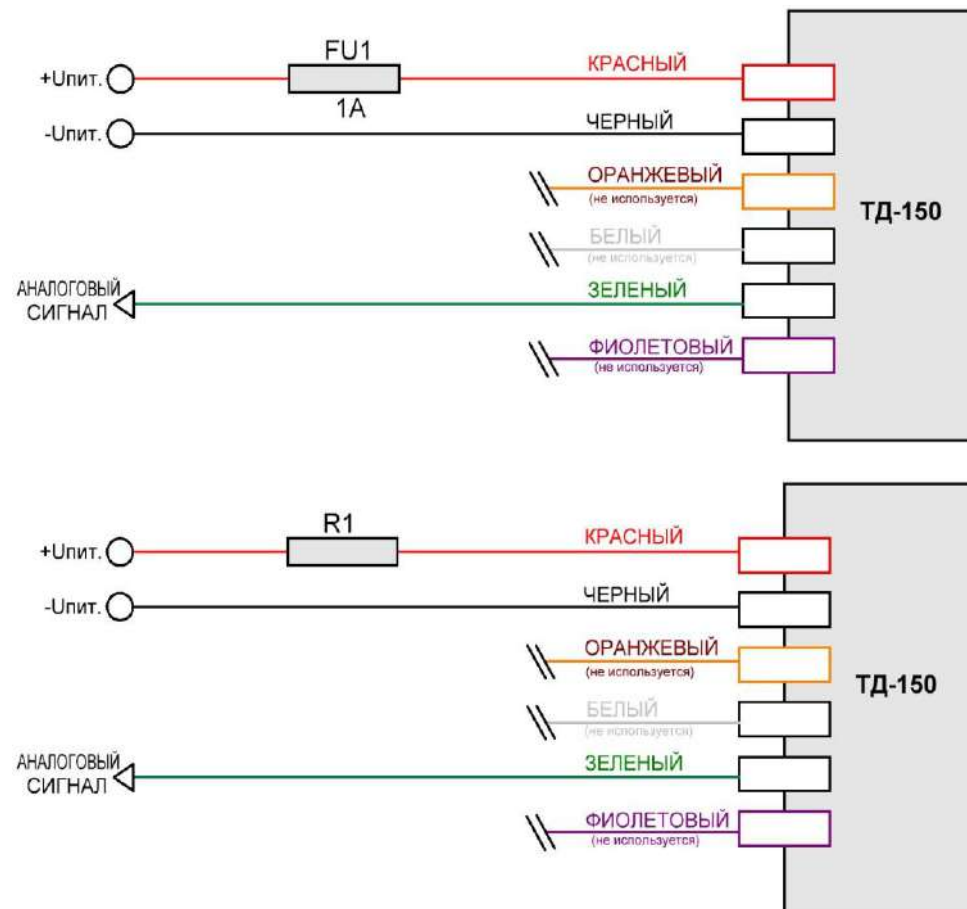 FU1
КРАСНЫЙ
+Uпит.
1А
ЧЕРНЫЙ
-Uпит.
ОРАНЖЕВЫЙ
(не используется)
ТД-150
БЕЛЫЙ
(не используется)
АНАЛОГОВЫЙ
СИГНАЛ
ЗЕЛЕНЫЙ
ФИОЛЕТОВЫЙ
(не используется)
R1
КРАСНЫЙ
+Uпит.
ЧЕРНЫЙ
-Uпит.
ОРАНЖЕВЫЙ
(не используется)
ТД-150
БЕЛЫЙ
(не используется)
АНАЛОГОВЫЙ
СИГНАЛ
ЗЕЛЕНЫЙ
ФИОЛЕТОВЫЙ
(не используется)